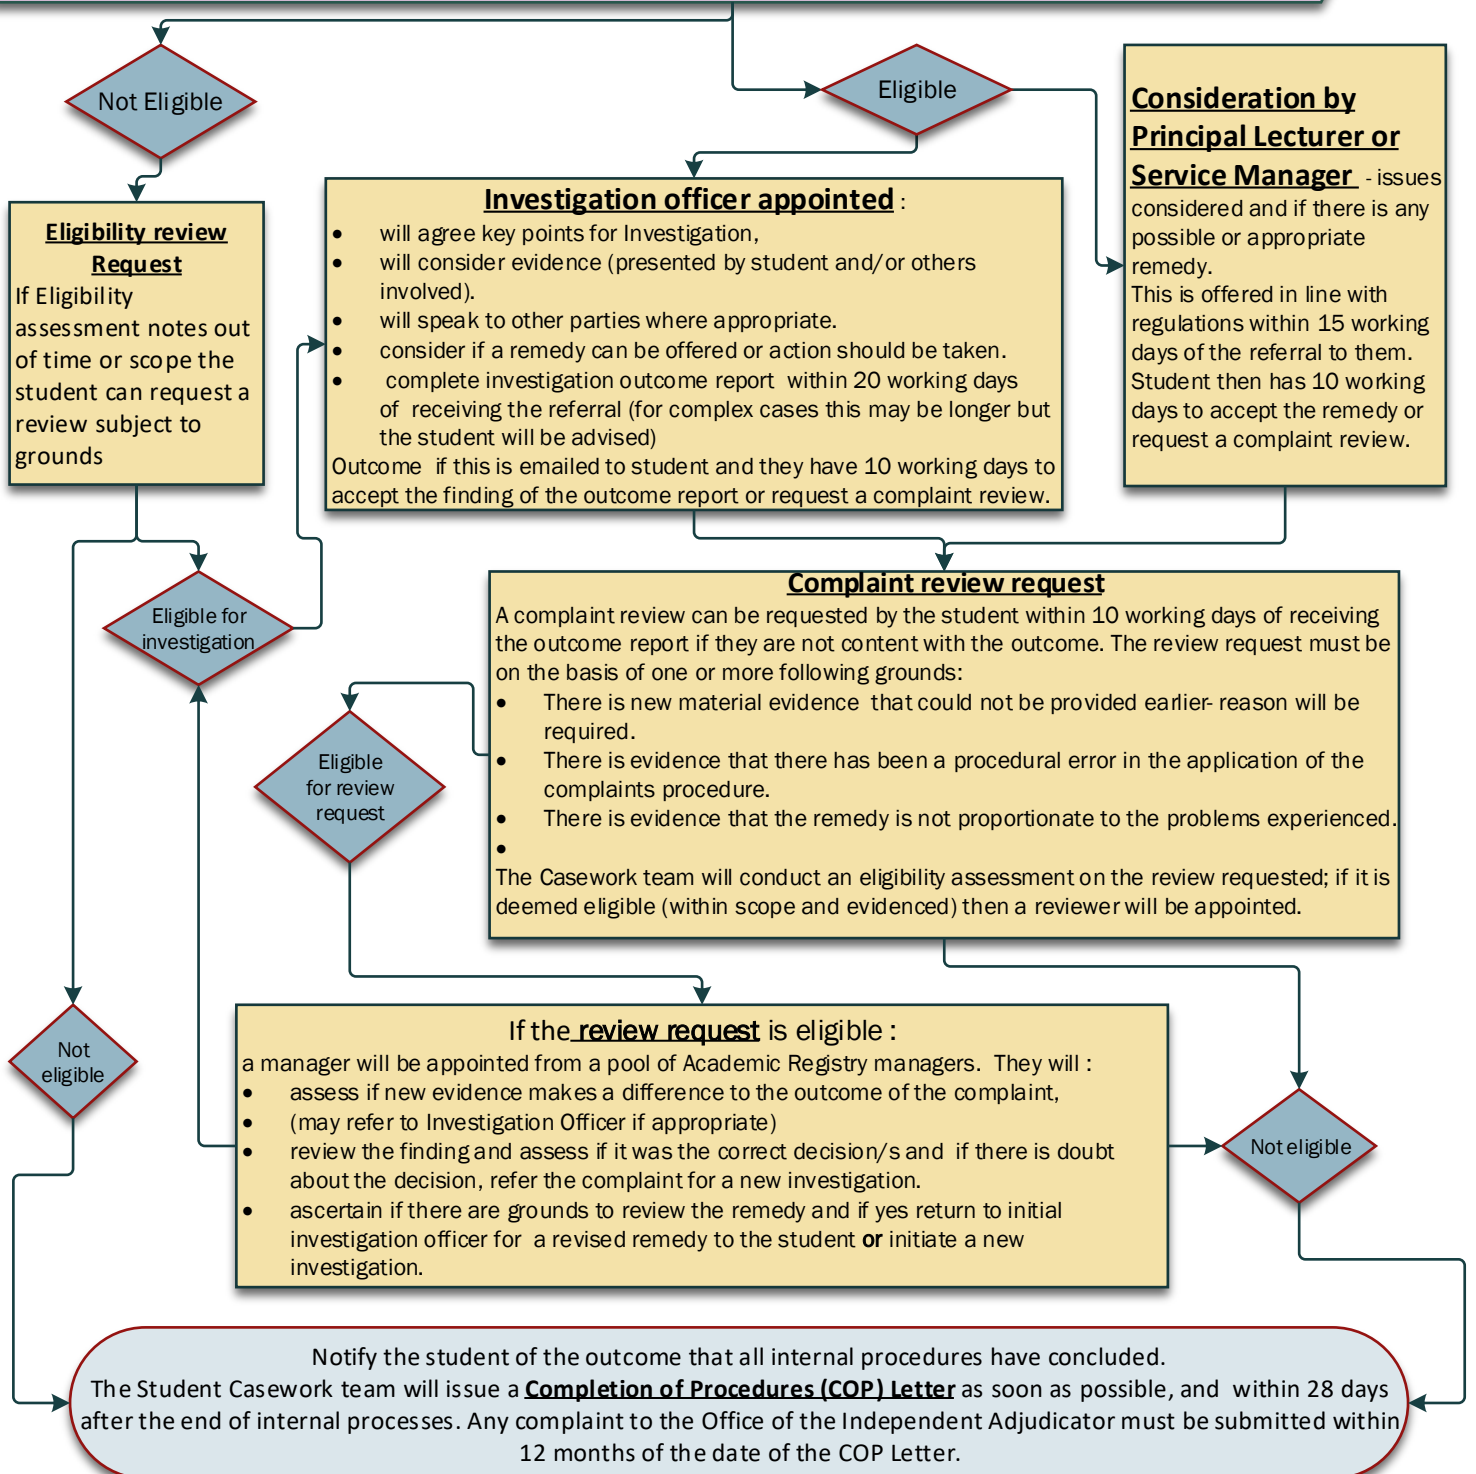 Not Eligible
Eligible
Consideration by
Principal Lecturer or
Service Manager - issues
considered and if there is any
possible or appropriate
remedy.
This is offered in line with
regulations within 15 working
days of the referral to them.
Student then has 10 working
days to accept the remedy or
request a complaint review.
Investigation officer appointed :
• will agree key points for Investigation,
• will consider evidence (presented by student and/or others
involved).
• will speak to other parties where appropriate.
• consider if a remedy can be offered or action should be taken.
• complete investigation outcome report within 20 working days
of receiving the referral (for complex cases this may be longer but
the student will be advised)
Outcome if this is emailed to student and they have 10 working days to
accept the finding of the outcome report or request a complaint review.
Eligibility review
Request
If Eligibility
assessment notes out
of time or scope the
student can request a
review subject to
grounds
Eligible for
investigation
Complaint review request
A complaint review can be requested by the student within 10 working days of receiving
the outcome report if they are not content with the outcome. The review request must be
on the basis of one or more following grounds:
• There is new material evidence that could not be provided earlier- reason will be
required.
• There is evidence that there has been a procedural error in the application of the
complaints procedure.
• There is evidence that the remedy is not proportionate to the problems experienced.
•
The Casework team will conduct an eligibility assessment on the review requested; if it is
deemed eligible (within scope and evidenced) then a reviewer will be appointed.
Eligible
for review
request
Not
eligible
If the review request is eligible :
a manager will be appointed from a pool of Academic Registry managers. They will :
• assess if new evidence makes a difference to the outcome of the complaint,
• (may refer to Investigation Officer if appropriate)
• review the finding and assess if it was the correct decision/s and if there is doubt
about the decision, refer the complaint for a new investigation.
• ascertain if there are grounds to review the remedy and if yes return to initial
investigation officer for a revised remedy to the student or initiate a new
investigation.
Not eligible
Notify the student of the outcome that all internal procedures have concluded.
The Student Casework team will issue a Completion of Procedures (COP) Letter as soon as possible, and within 28 days
after the end of internal processes. Any complaint to the Office of the Independent Adjudicator must be submitted within
12 months of the date of the COP Letter.